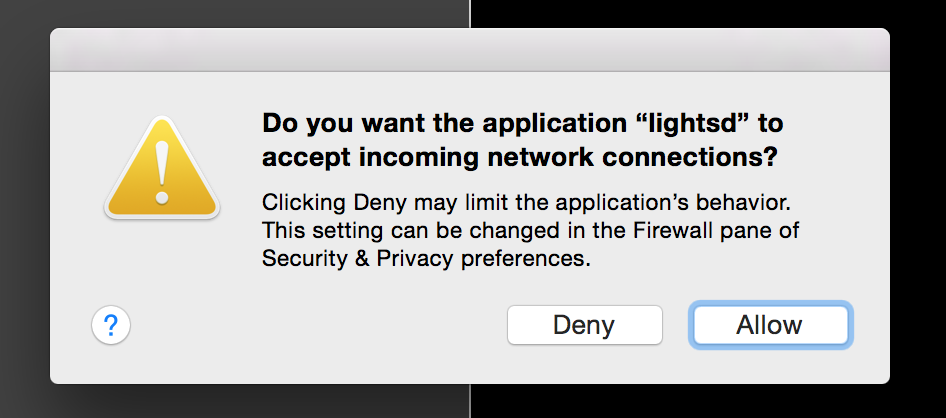 Do you want the application “lightsd” to
accept incoming network connections?
Clicking Deny may limit the application’s behavior.
This setting can be changed in the Firewall pane of
Security & Privacy preferences.
?
Deny
Allow